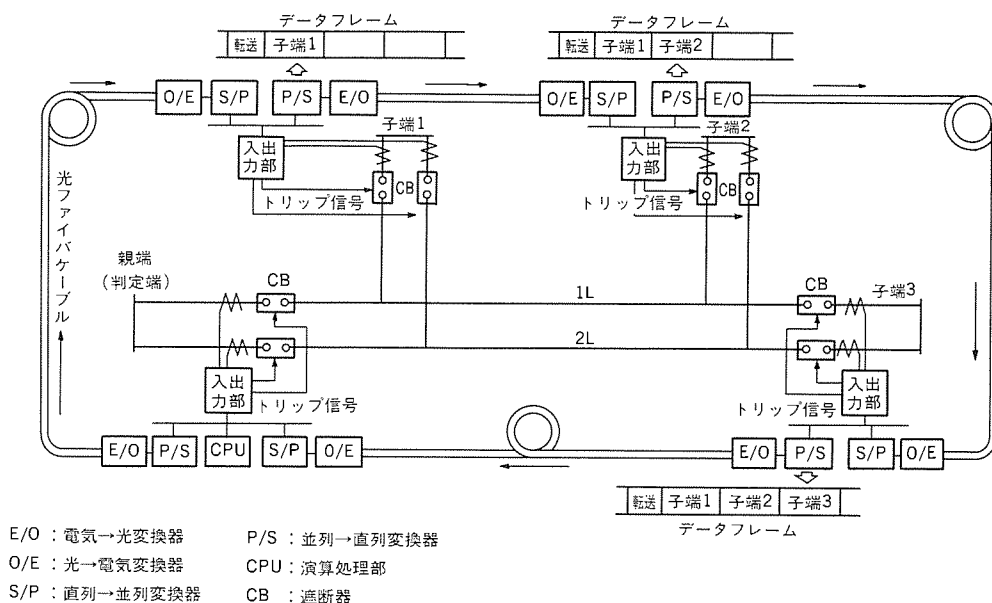 データフレーム
転送 子端1
データフレーム
転送 子端1 子端2
O/E S/P P/S E/O
O/E S/P P/S E/O
入出力部
子端1
CB
トリップ信号
入出力部
子端2
CB
トリップ信号
光ファイバケーブル
親端
(判定端)
CB
1L
CB
子端3
2L
入出力部
トリップ信号
入出力部
トリップ信号
E/O P/S CPU S/P O/E
E/O P/S S/P O/E
転送 子端1 子端2 子端3
データフレーム
E/O：電気→光変換器
O/E：光→電気変換器
S/P：直列→並列変換器
P/S：並列→直列変換器
CPU：演算処理部
CB：遮断器